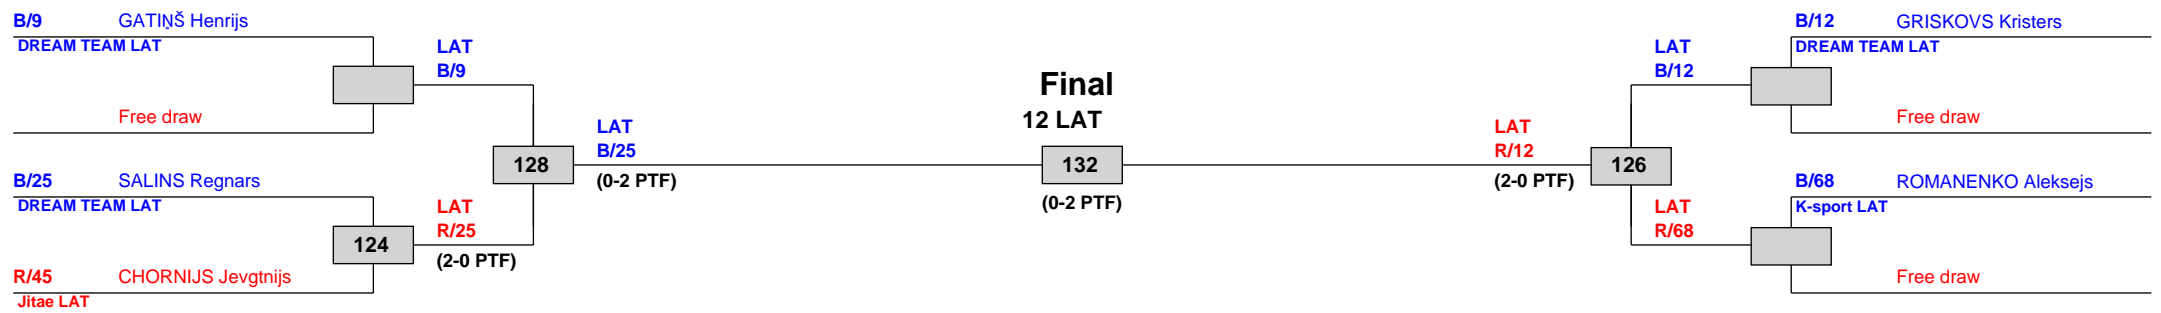 B/9 GATIŅŠ Henrijs
DREAM TEAM LAT
LAT
B/9
Free draw
B/25 SALINS Regnars
DREAM TEAM LAT
124
LAT
R/25
(2-0 PTF)
R/45 CHORNIJS Jevgtnijs
Jitae LAT
128
LAT
B/25
(0-2 PTF)
Final
12 LAT
132
(0-2 PTF)
LAT
R/12
(2-0 PTF)
126
LAT
B/12
LAT
R/68
B/12 GRISKOVS Kristers
DREAM TEAM LAT
Free draw
B/68 ROMANENKO Aleksejs
K-sport LAT
Free draw